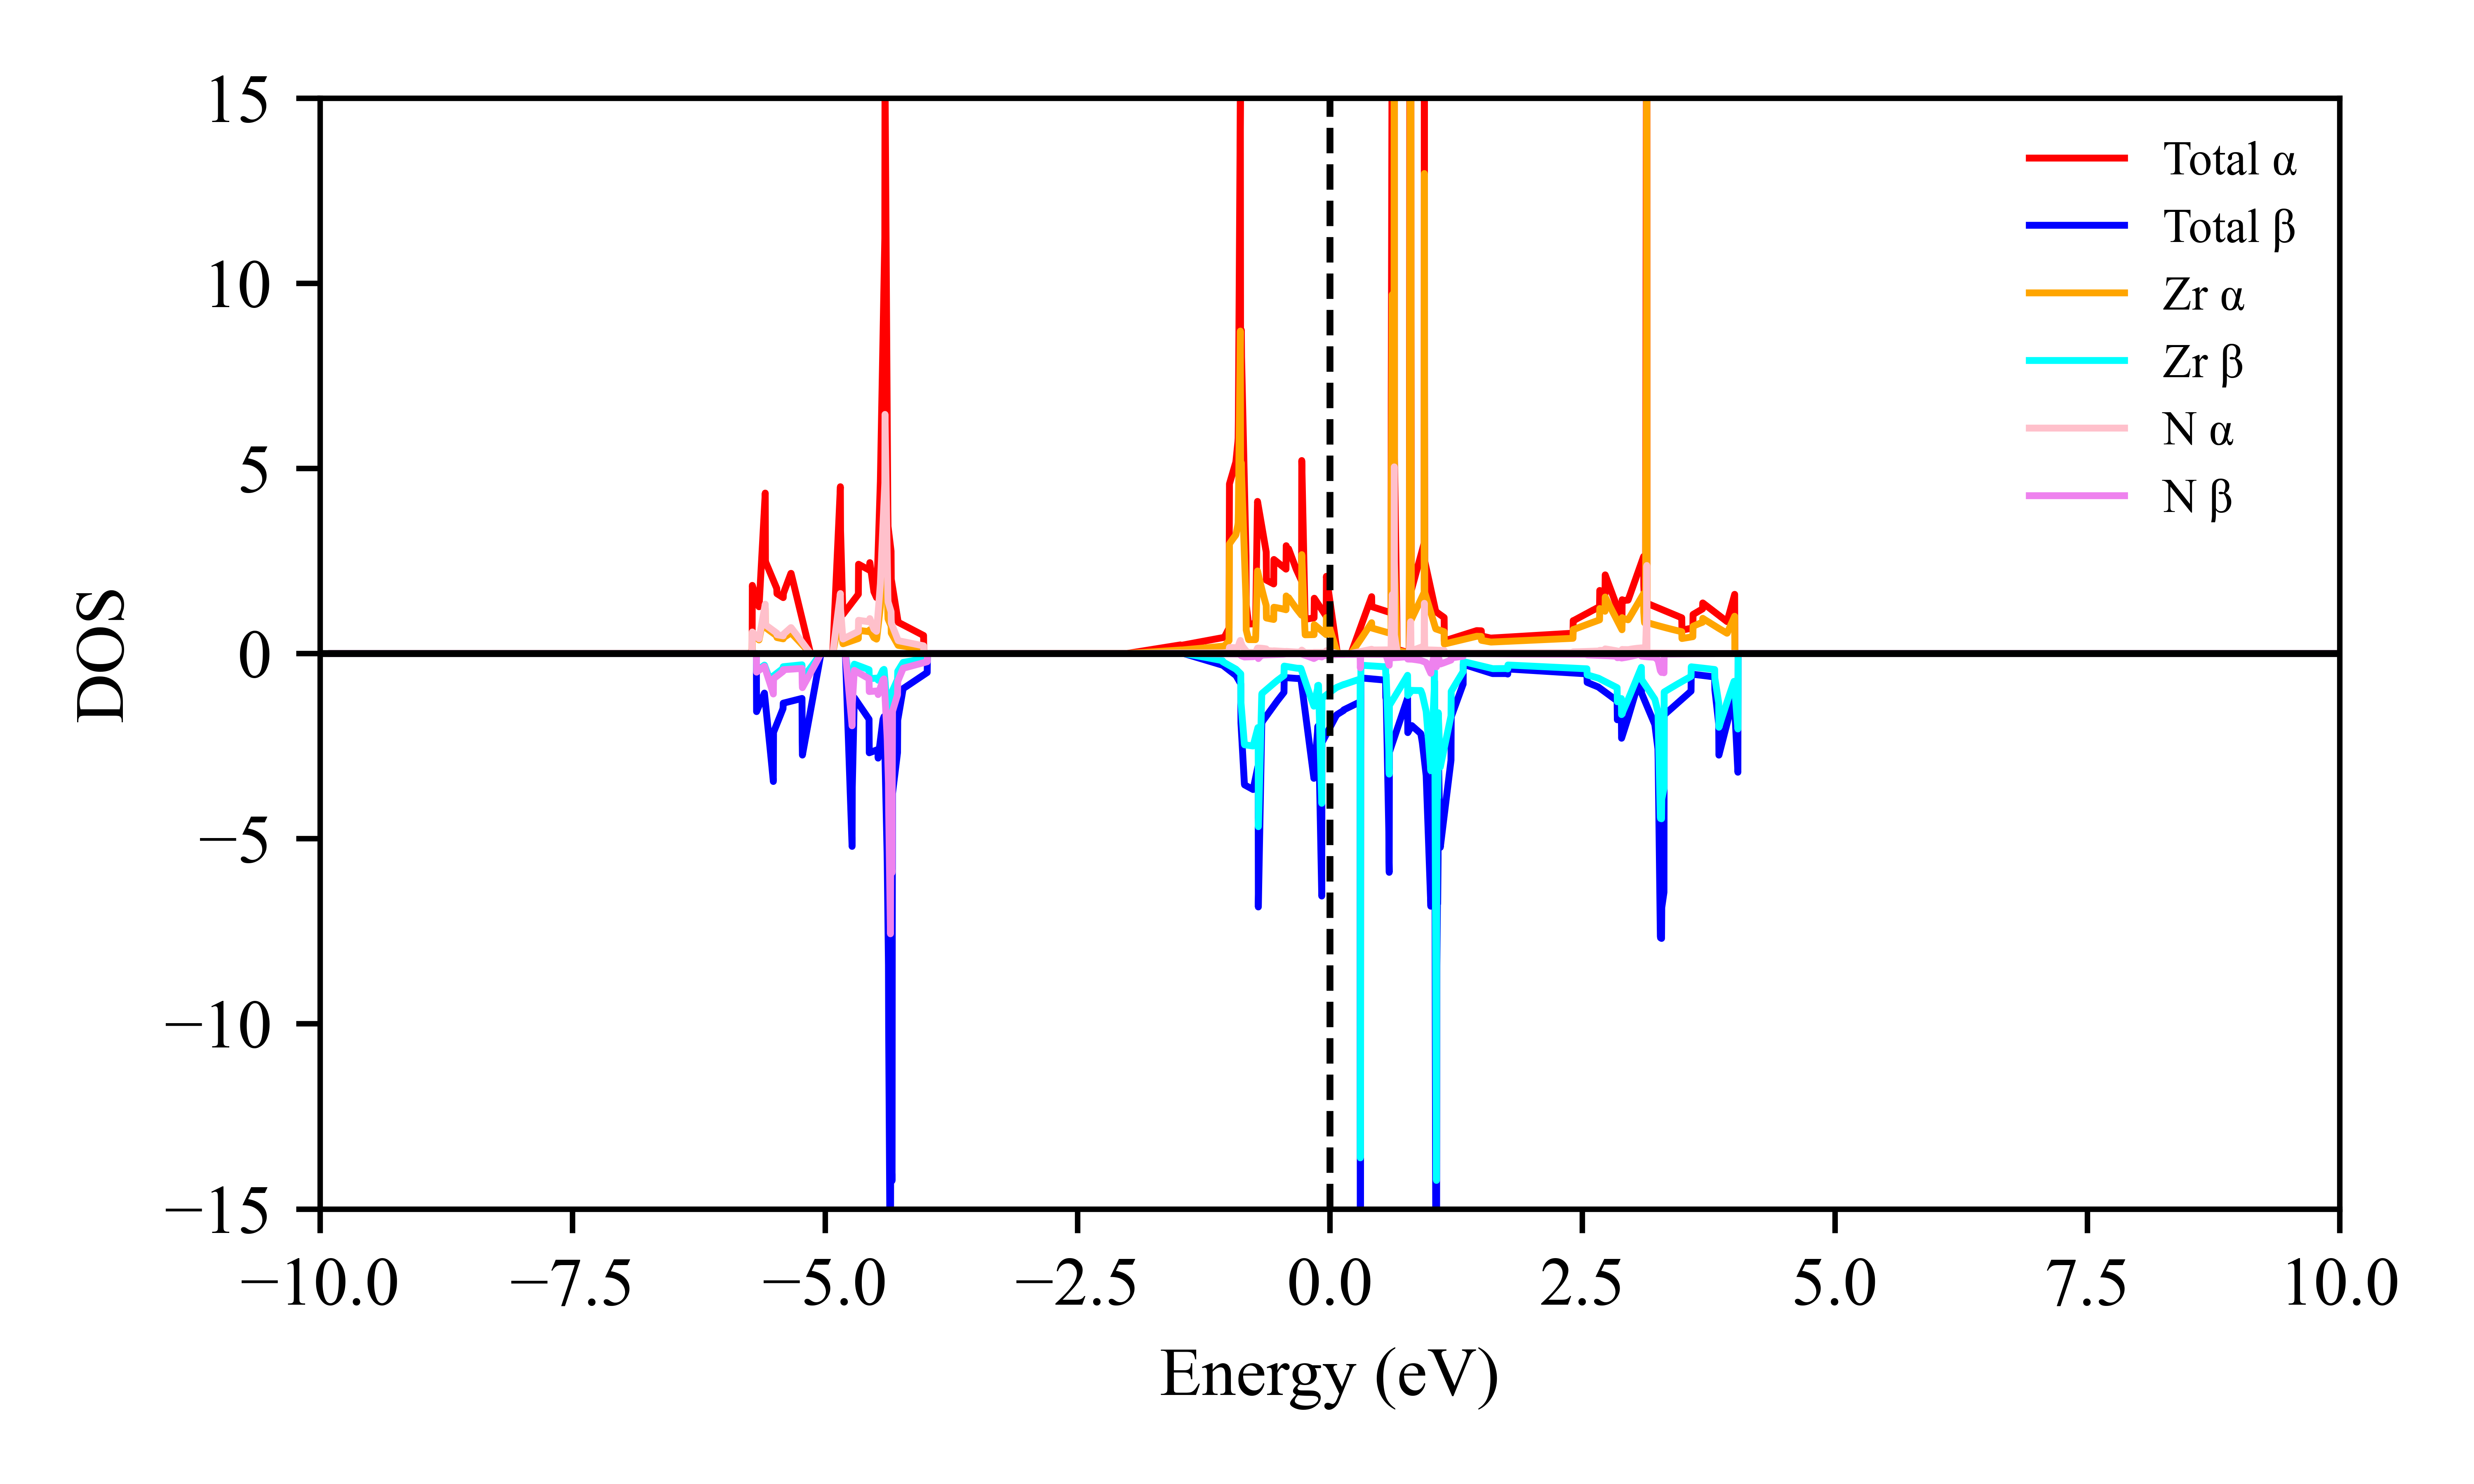 15
10
5
0
−5
−10
−15
DOS
Total α
Total β
Zr α
Zr β
N α
N β
−10.0 −7.5 −5.0 −2.5 0.0 2.5 5.0 7.5 10.0
Energy (eV)